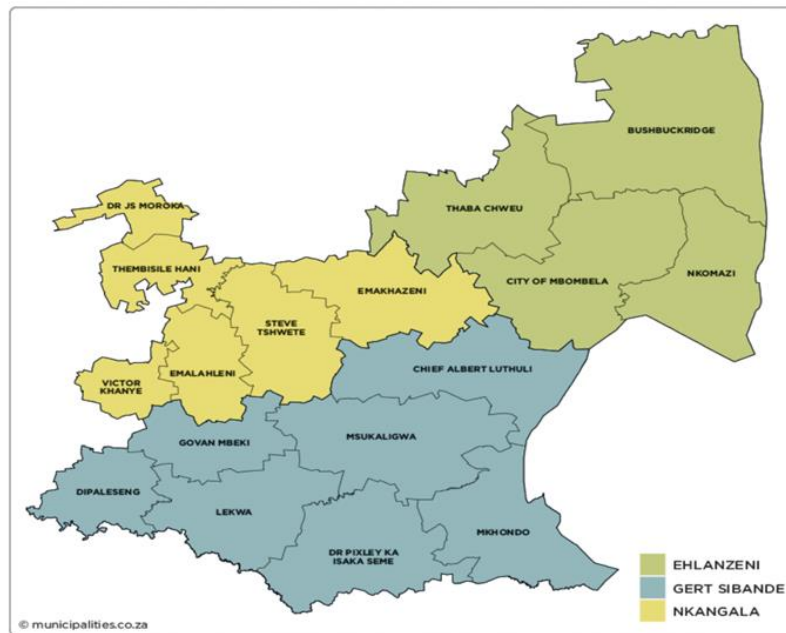 BUSHBUCKRIDGE
DR JS MOROKA
THABA CHWEU
THEMBISILE HANI
NKOMAZI
CITY OF MBOMBELA
EMAKHAZENI
STEVE
TSHWETE
CHIEF ALBERT LUTHULI
EMALAHLENI
VICTOR
KHANYE
MSUKALIGWA
GOVAN MBEKI
DIPALESENG
LEKWA
MKHONDO
DR PIXLEY KA
ISAKA SEME
EHLANZENI
GERT SIBANDE
NKANGALA
© municipalities.co.za